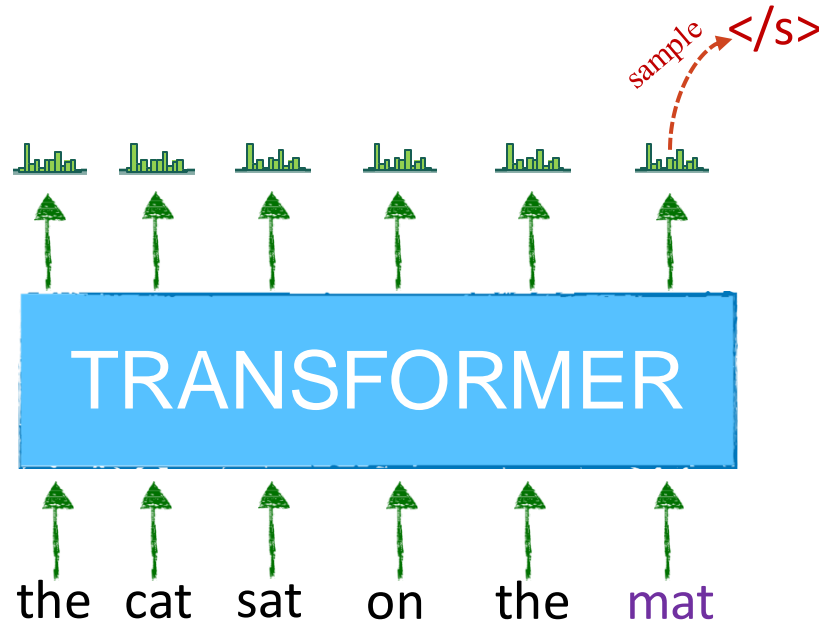 </s>
sample
TRANSFORMER
the cat sat on the mat